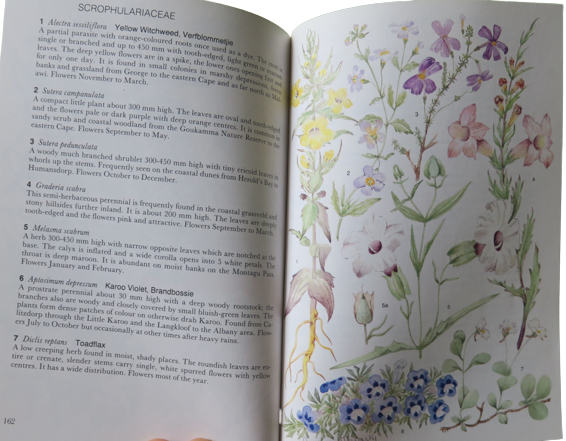 SCROPHULARIACEAE
1 Alectra sessiliflora Yellow Witchweed, Verfblommetjie
A partial parasite with orange-coloured roots once used as a dye. The stem is
single or branched and up to 450 mm with tooth-edged, light green or
leaves. The deep yellow flowers are in a spike, the lower ones opening first
for only one day. It is found in small colonies in marshy depressions,
banks and grassland from George to the eastern Cape and as far north as Mal-
awi. Flowers November to March.
2 Sutera campanulata
A compact little plant about 300 mm high. The leaves are oval and tooth-edged
and the flowers pale or dark purple with deep orange centres. It is common in
sandy scrub and coastal woodland from the Goukamma Nature Reserve to the
eastern Cape. Flowers September to May.
3 Sutera pedunculata
A woody much branched shrublet 300-450 mm high with tiny ericoid leaves in
whorls up the stems. Frequently seen on the coastal dunes from Herold's Bay to
Humansdorp. Flowers October to December.
4 Graderia scabra
This semi-herbaceous perennial is frequently found in the coastal grassveld and
stony hillsides further inland. It is about 200 mm high. The leaves are deeply
tooth-edged and the flowers pink and attractive. Flowers September to March.
5 Melasma scabrum
A herb 300-450 mm high with narrow opposite leaves which are notched at the
base. The calyx is inflated and a wide corolla opens into 5 white petals. The
throat is deep maroon. It is abundant on moist banks on the Montagu Pass.
Flowers January and February.
6 Aptosimum depressum Karoo Violet, Brandbossie
A prostrate perennial about 30 mm high with a deep woody rootstock; the
branches also are woody and closely covered by small bluish-green leaves. The
plants form dense patches of colour on otherwise drab Karoo. Found from Ca-
litzdorp through the Little Karoo and the Langkloof to the Albany area. Flow-
ers July to October but occasionally at other times after heavy rains.
7 Diclis reptans Toadflax
A low creeping herb found in moist, shady places. The roundish leaves are en-
tire or crenate, slender stems carry single, white spurred flowers with yellow
centres. It has a wide distribution. Flowers most of the year.
162
1
2
3
4
5a
6
7